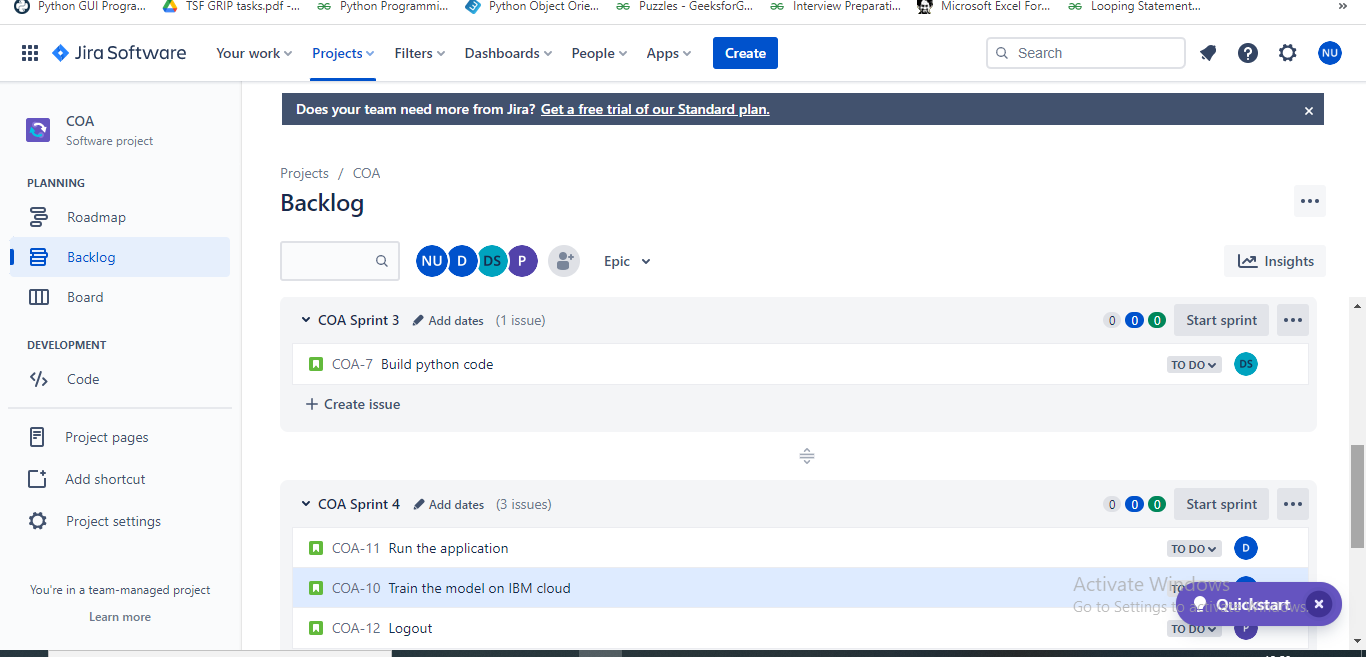 Python GUI Progra... TSF GRIP tasks.pdf -... Python Programmi... Python Object Orie... Puzzles - GeeksforG... Interview Preparati... Microsoft Excel For... Looping Statement... »
Jira Software Your work Projects Filters Dashboards People Apps Create Search NU
Does your team need more from Jira? Get a free trial of our Standard plan.
COA
Software project
Projects / COA
PLANNING
Backlog
Roadmap
Backlog
NU D DS P Epic Insights
Board
COA Sprint 3 Add dates (1 issue) 0 0 0 Start sprint
DEVELOPMENT
COA-7 Build python code TO DO DS
Code
+ Create issue
Project pages
Add shortcut
COA Sprint 4 Add dates (3 issues) 0 0 0 Start sprint
Project settings
COA-11 Run the application TO DO D
COA-10 Train the model on IBM cloud
Activate Windows
Go to Settings to activate Windows.
Quickstart
You're in a team-managed project
Learn more
COA-12 Logout TO DO P